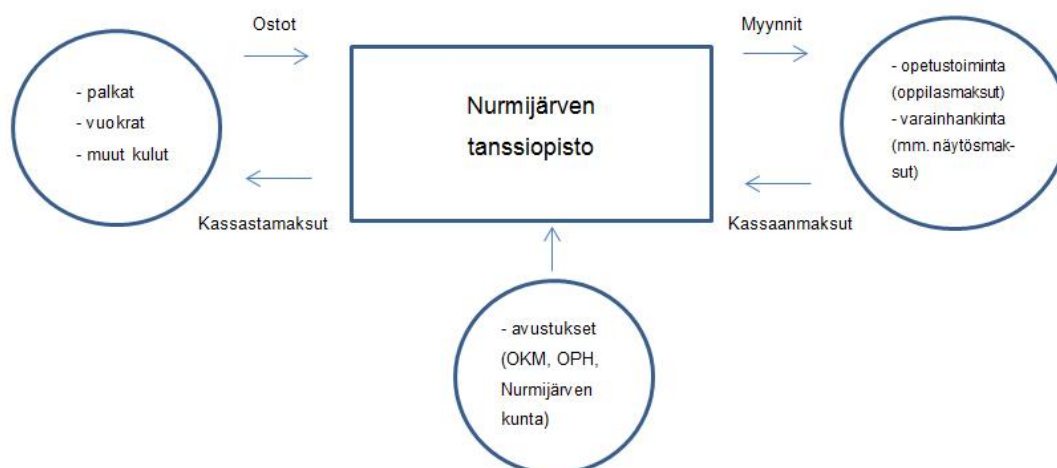 Ostot
Myynnit
- palkat
- vuokrat
- muut kulut
Nurmijärven
tanssiopisto
- opetustoiminta
(oppilasmaksut)
- varainhankinta
(mm. näytösmak-
sut)
Kassastamaksut
Kassaanmaksut
- avustukset
(OKM, OPH,
Nurmijärven
kunta)